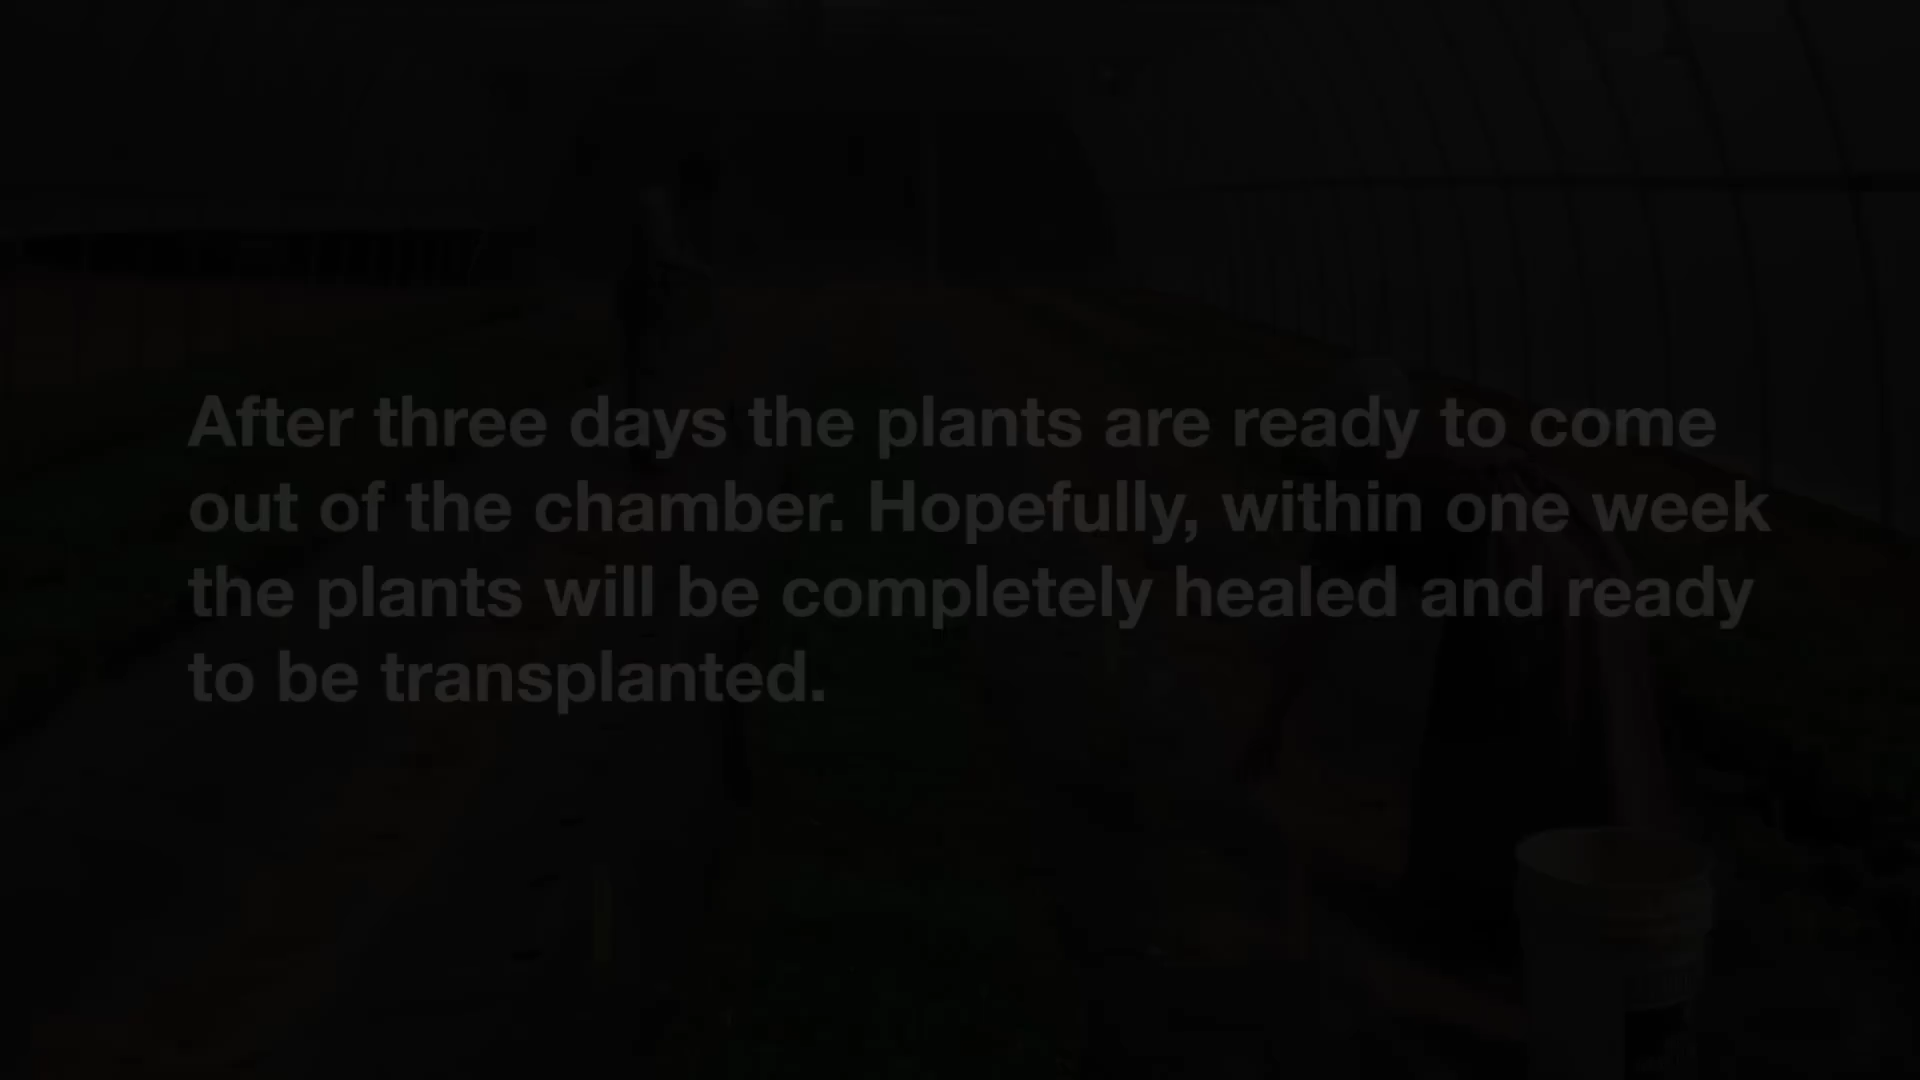 After three days the plants are ready to come
out of the chamber. Hopefully, within one week
the plants will be completely healed and ready
to be transplanted.